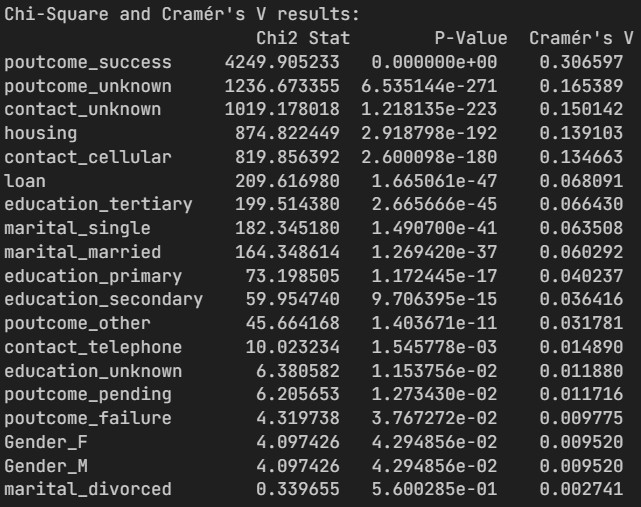 Chi-Square and Cramér's V results:
Chi2 Stat P-Value Cramér's V
poutcome_success 4249.905233 0.000000e+00 0.306597
poutcome_unknown 1236.673355 6.535144e-271 0.165389
contact_unknown 1019.178018 1.218135e-223 0.150142
housing 874.822449 2.918798e-192 0.139103
contact_cellular 819.856392 2.600098e-180 0.134663
loan 209.616980 1.665061e-47 0.068091
education_tertiary 199.514380 2.665666e-45 0.066430
marital_single 182.345180 1.490700e-41 0.063508
marital_married 164.348614 1.269420e-37 0.060292
education_primary 73.198505 1.172445e-17 0.040237
education_secondary 59.954740 9.706395e-15 0.036416
poutcome_other 45.664168 1.403671e-11 0.031781
contact_telephone 10.023234 1.545778e-03 0.014890
education_unknown 6.380582 1.153756e-02 0.011880
poutcome_pending 6.205653 1.273430e-02 0.011716
poutcome_failure 4.319738 3.767272e-02 0.009775
Gender_F 4.097426 4.294856e-02 0.009520
Gender_M 4.097426 4.294856e-02 0.009520
marital_divorced 0.339655 5.600285e-01 0.002741